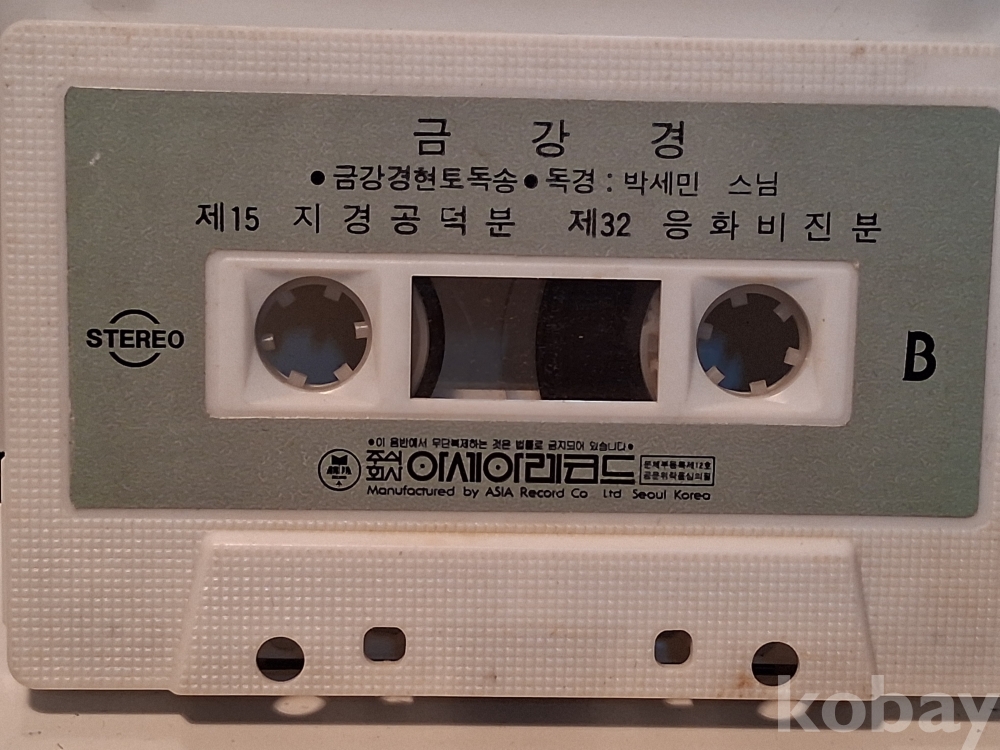 금 강 경
●금강경현토독송●독경 : 박세민 스님
제15 지경공덕분 제32 응화비진분
STEREO
B
●이 음반에서 무단복제하는 것은 법률로 금지되어 있습니다●
주식회사 아세아레코드
Manufactured by ASIA Record Co Ltd Seoul Korea
kobay